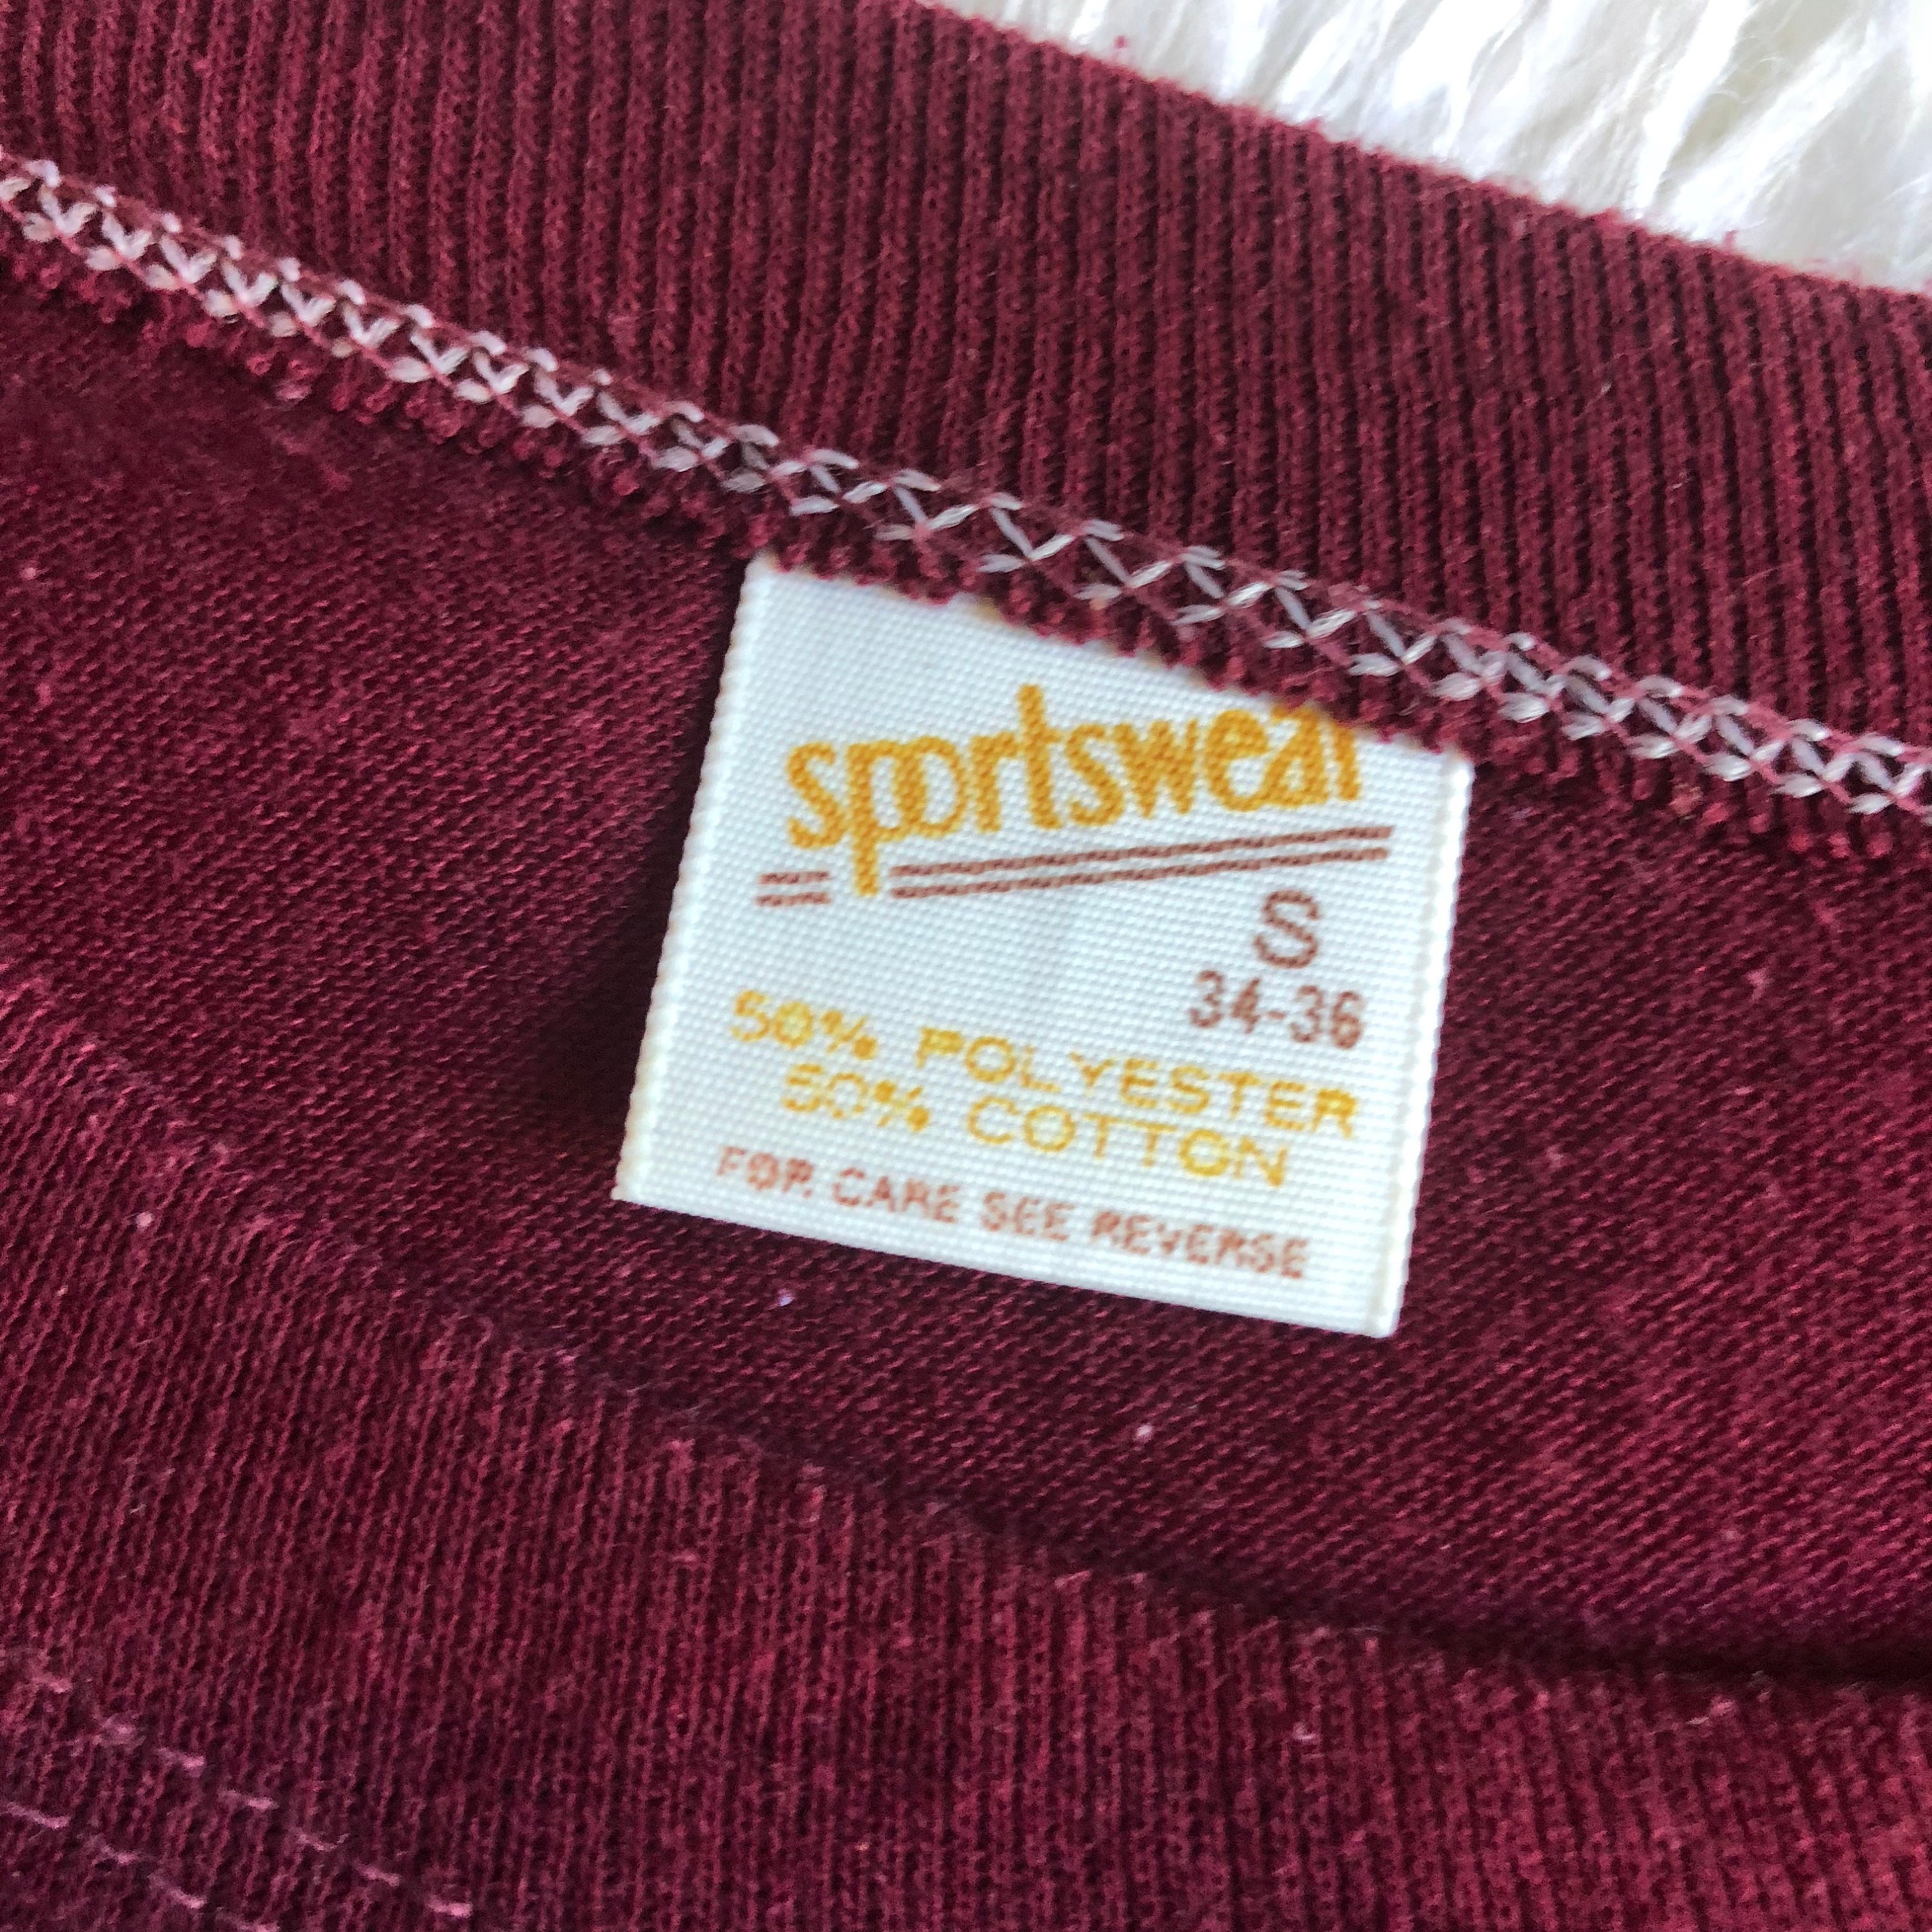 sportswear
S
34-36
50% POLYESTER
50% COTTON
FOR CARE SEE REVERSE